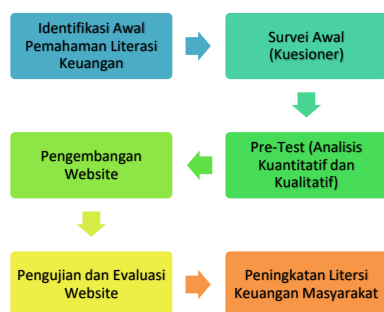 Identifikasi Awal
Pemahaman Literasi
Keuangan
Survei Awal
(Kuesioner)
Pre-Test (Analisis
Kuantitatif dan
Kualitatif)
Pengembangan
Website
Pengujian dan Evaluasi
Website
Peningkatan Litersi
Keuangan Masyarakat